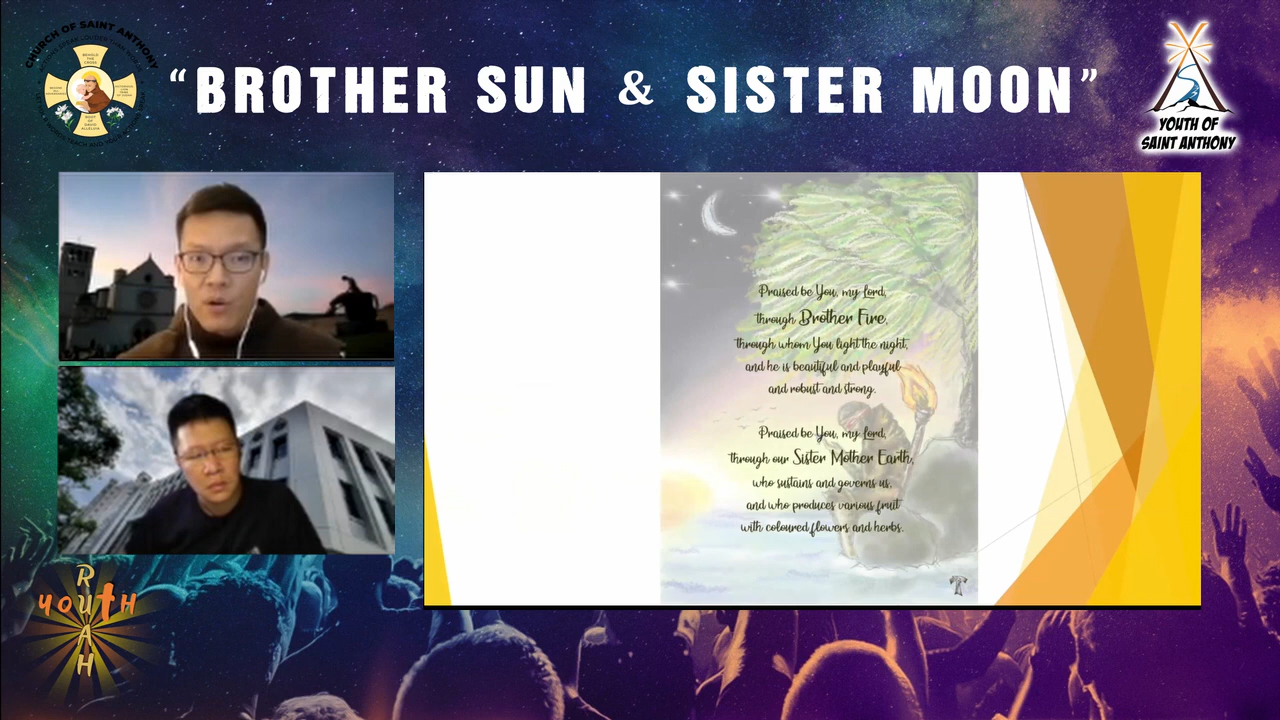 CHURCH OF SAINT ANTHONY
“BROTHER SUN & SISTER MOON”
YOUTH OF
SAINT ANTHONY
Praised be You, my Lord,
through Brother Fire,
through whom You light the night,
and he is beautiful and playful
and robust and strong.
Praised be You, my Lord,
through our Sister Mother Earth,
who sustains and governs us,
and who produces various fruit
with coloured flowers and herbs.
YOUTH
RUAH